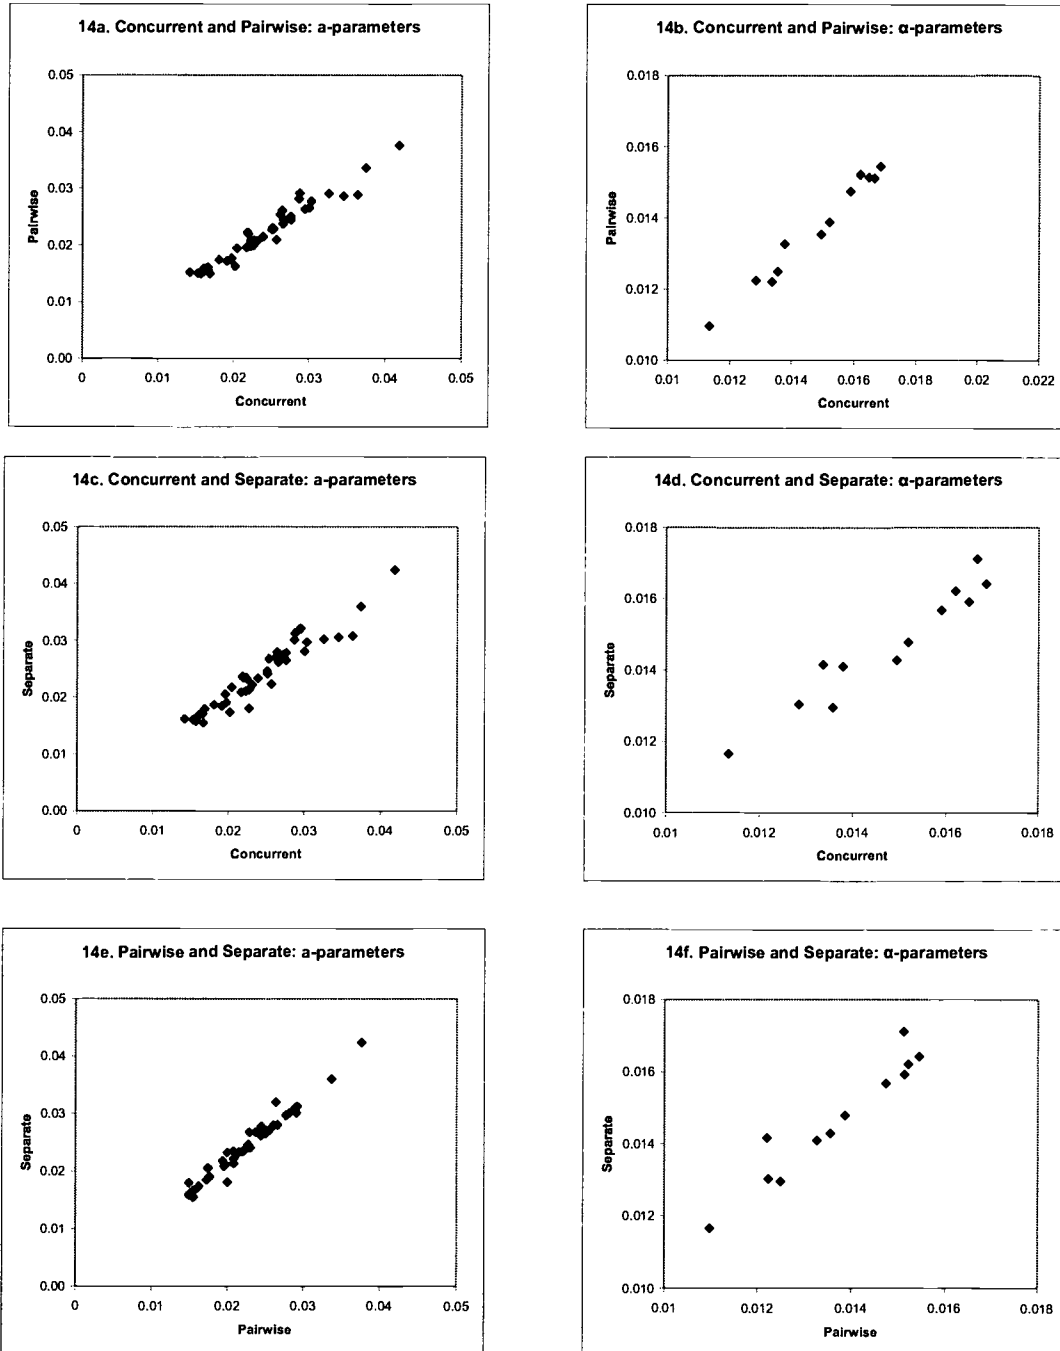 14a. Concurrent and Pairwise: a-parameters
0.05
0.04
0.03
0.02
0.01
0.00
Pairwise
0 0.01 0.02 0.03 0.04 0.05
Concurrent
14b. Concurrent and Pairwise: α-parameters
0.018
0.016
0.014
0.012
0.010
Pairwise
0.01 0.012 0.014 0.016 0.018 0.02 0.022
Concurrent
14c. Concurrent and Separate: a-parameters
0.05
0.04
0.03
0.02
0.01
0.00
Separate
0 0.01 0.02 0.03 0.04 0.05
Concurrent
14d. Concurrent and Separate: α-parameters
0.018
0.016
0.014
0.012
0.010
Separate
0.01 0.012 0.014 0.016 0.018
Concurrent
14e. Pairwise and Separate: a-parameters
0.05
0.04
0.03
0.02
0.01
0.00
Separate
0 0.01 0.02 0.03 0.04 0.05
Pairwise
14f. Pairwise and Separate: α-parameters
0.018
0.016
0.014
0.012
0.010
Separate
0.01 0.012 0.014 0.016 0.018
Pairwise